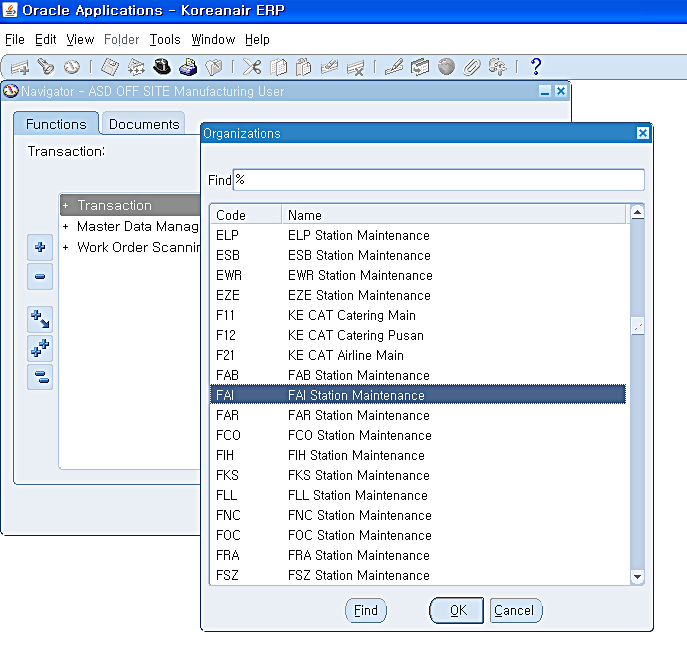 Oracle Applications - Koreanair ERP
File Edit View Folder Tools Window Help
Navigator - ASD OFF SITE Manufacturing User
Functions Documents
Transaction:
+ Transaction
+ Master Data Manag
+ Work Order Scannin
Organizations
Find %
Code Name
ELP ELP Station Maintenance
ESB ESB Station Maintenance
EWR EWR Station Maintenance
EZE EZE Station Maintenance
F11 KE CAT Catering Main
F12 KE CAT Catering Pusan
F21 KE CAT Airline Main
FAB FAB Station Maintenance
FAI FAI Station Maintenance
FAR FAR Station Maintenance
FCO FCO Station Maintenance
FIH FIH Station Maintenance
FKS FKS Station Maintenance
FLL FLL Station Maintenance
FNC FNC Station Maintenance
FOC FOC Station Maintenance
FRA FRA Station Maintenance
FSZ FSZ Station Maintenance
Find OK Cancel